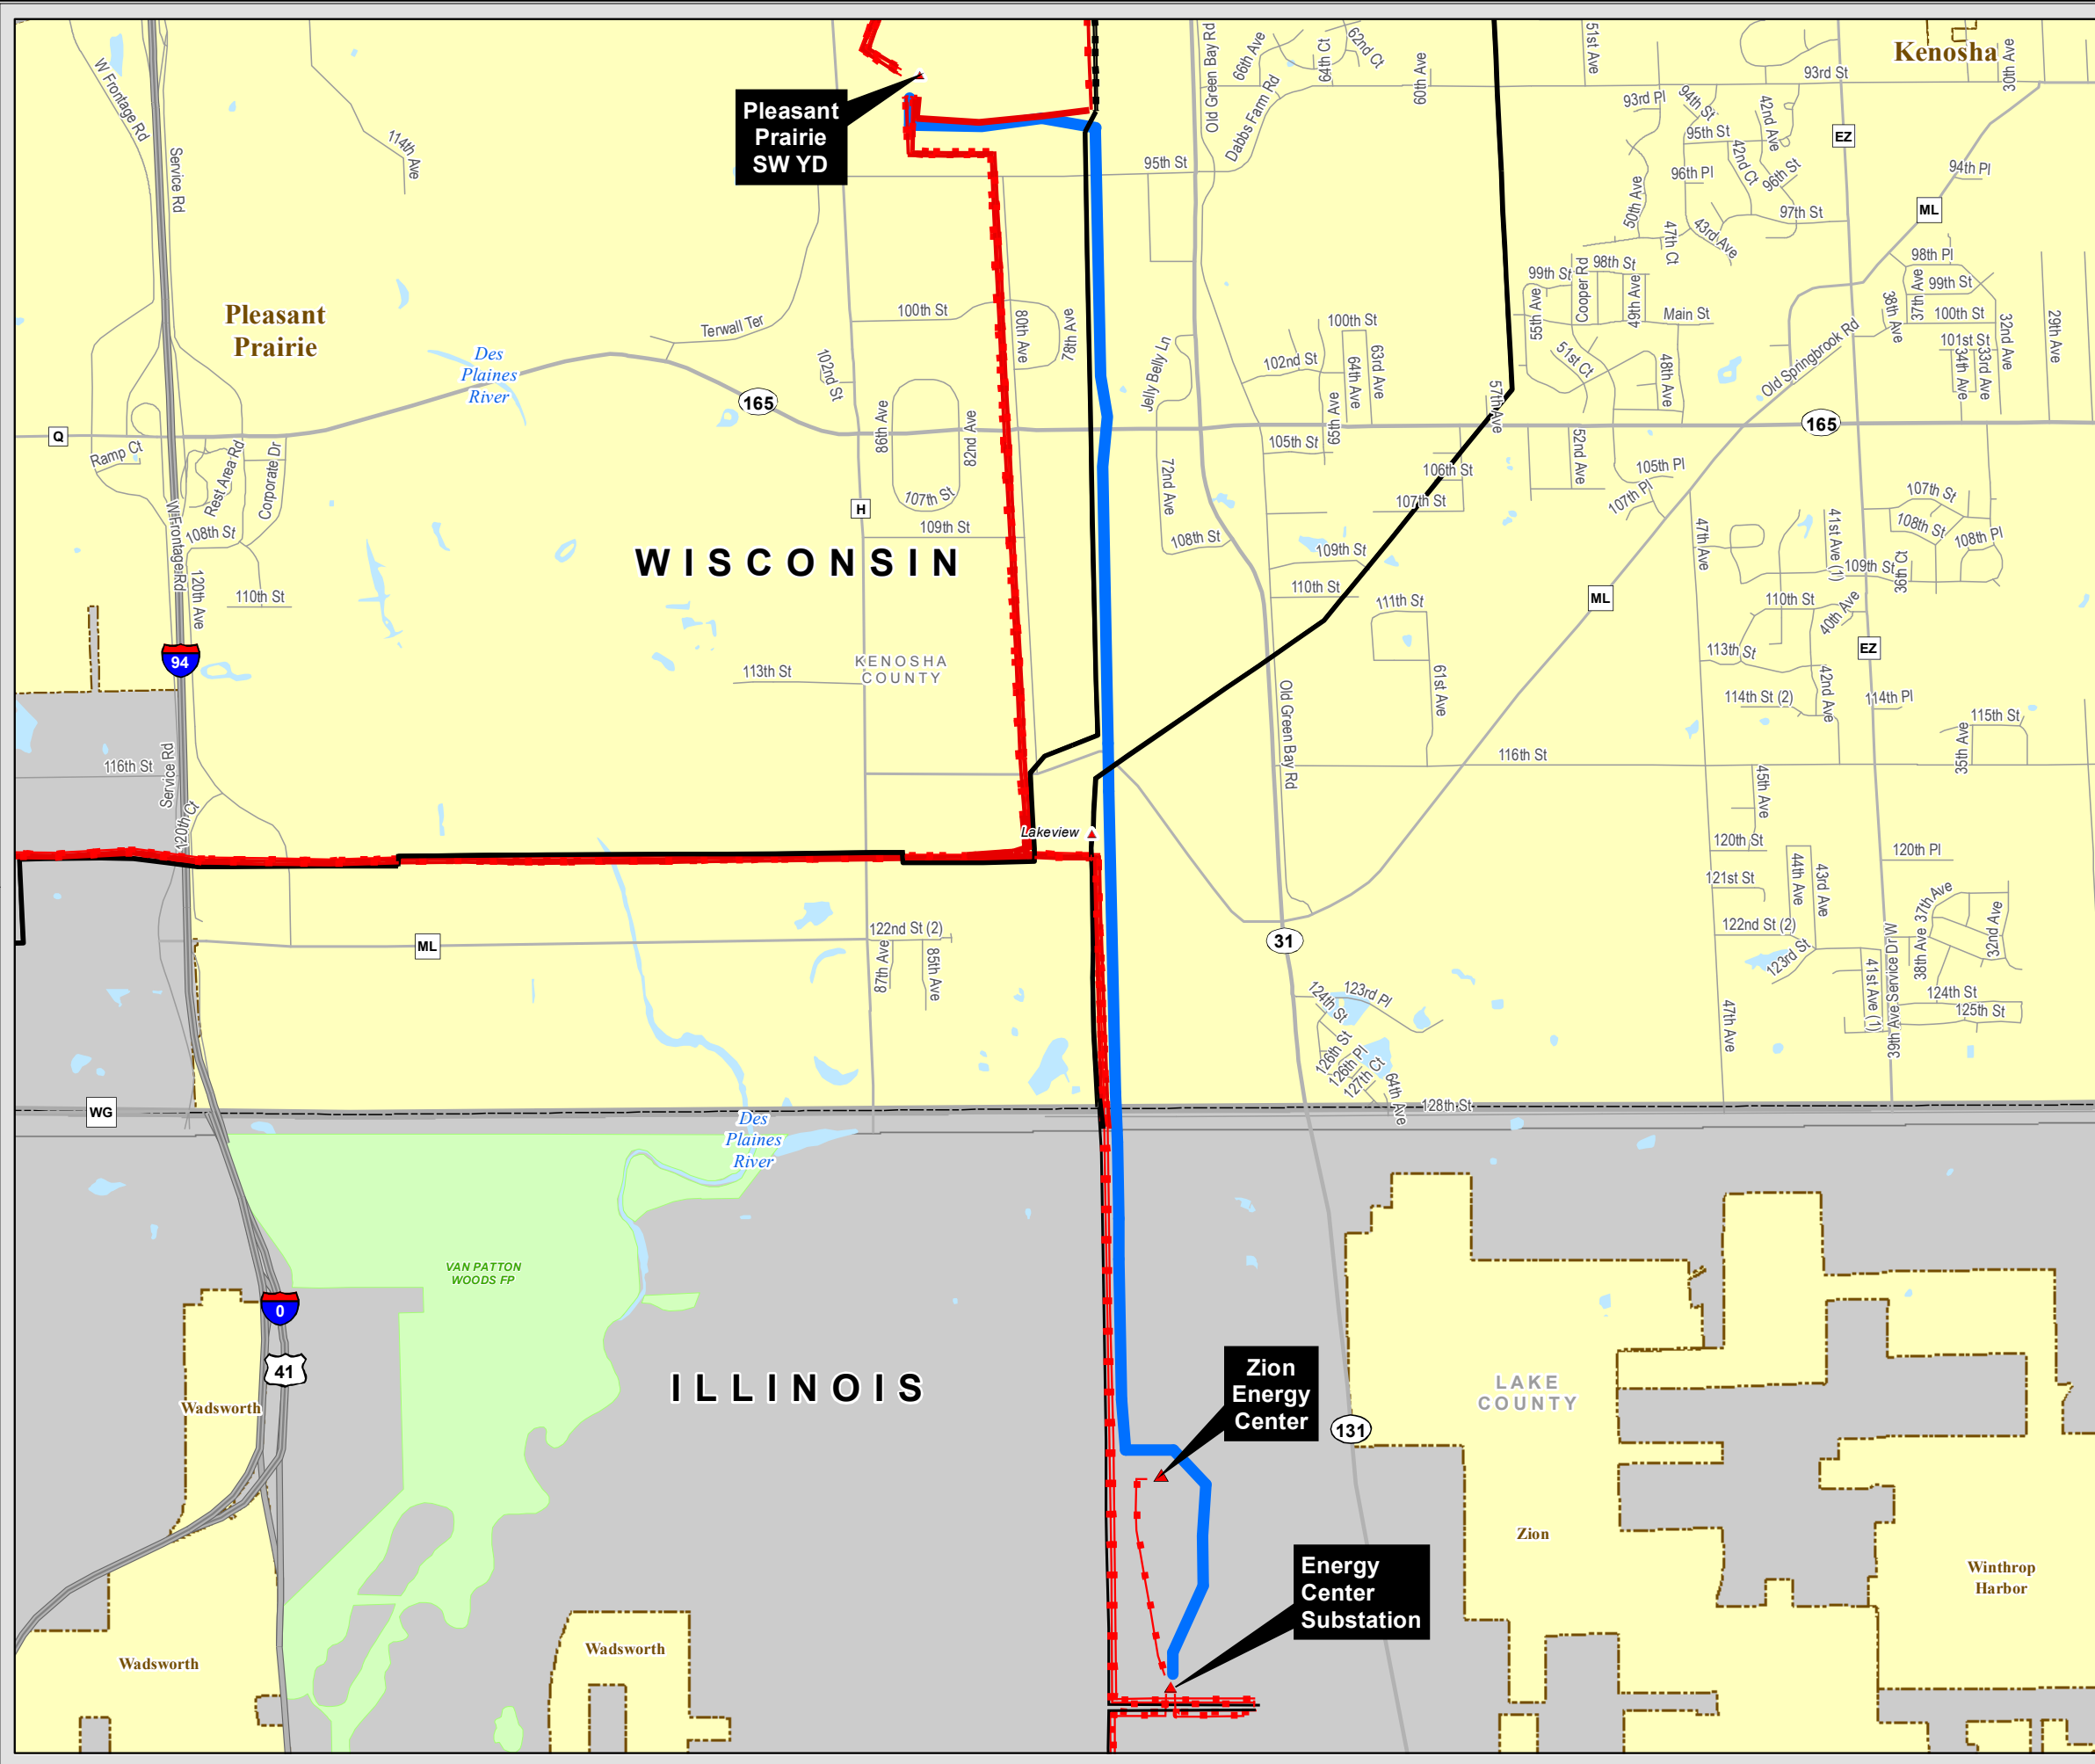 Kenosha
W Frontage Rd
Service Rd
114th Ave
Pleasant
Prairie
SW YD
Old Green Bay Rd
66th Ave
64th Ct
62nd Ct
60th Ave
51st Ave
93rd St
30th Ave
Dabbs Farm Rd
95th St
93rd Pl
94th St
42nd Ave
95th St
42nd Ct
96th St
96th Pl
EZ
94th Pl
ML
50th Ave
97th St
43rd Ave
47th Ct
98th Pl
98th St
99th St
99th St
Cooper Rd
49th Ave
55th Ave
Main St
37th Ave
38th Ave
100th St
101st St
34th Ave
33rd Ave
32nd Ave
29th Ave
Pleasant
Prairie
Des
Plaines
River
Terwall Ter
100th St
80th Ave
78th Ave
102nd St
Jelly Belly Ln
100th St
102nd St
64th Ave
63rd Ave
65th Ave
51st Ct
48th Ave
Old Springbrook Rd
57th Ave
165
165
Q
Ramp Ct
Rest Area Rd
Corporate Dr
86th Ave
82nd Ave
105th St
106th St
52nd Ave
105th Pl
107th Pl
72nd Ave
107th St
107th St
107th St
H
109th St
108th St
W Frontage Rd
108th St
109th St
47th Ave
41st Ave (1)
108th St
108th Pl
WISCONSIN
120th Ave
110th St
110th St
111th St
ML
109th St
36th Ct
110th St
40th Ave
94
KENOSHA
COUNTY
113th St
61st Ave
113th St
EZ
114th St (2)
42nd Ave
114th Pl
115th St
35th Ave
Old Green Bay Rd
116th St
116th St
Service Rd
120th Ct
45th Ave
Lakeview
120th St
120th Pl
44th Ave
43rd Ave
121st St
37th Ave
122nd St (2)
122nd St (2)
32nd Ave
ML
87th Ave
85th Ave
31
123rd St
41st Ave (1)
39th Ave Service Dr W
38th Ave
124th St
123rd Pl
124th St
125th St
47th Ave
126th St
126th Pl
127th Ct
64th Ave
128th St
WG
Des
Plaines
River
VAN PATTON
WOODS FP
0
41
Wadsworth
ILLINOIS
Zion
Energy
Center
LAKE
COUNTY
131
Zion
Energy
Center
Substation
Winthrop
Harbor
Wadsworth
Wadsworth